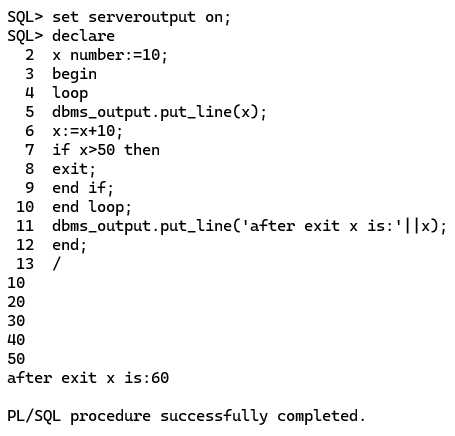 SQL> set serveroutput on;
SQL> declare
  2  x number:=10;
  3  begin
  4  loop
  5  dbms_output.put_line(x);
  6  x:=x+10;
  7  if x>50 then
  8  exit;
  9  end if;
 10  end loop;
 11  dbms_output.put_line('after exit x is:'||x);
 12  end;
 13  /
10
20
30
40
50
after exit x is:60

PL/SQL procedure successfully completed.